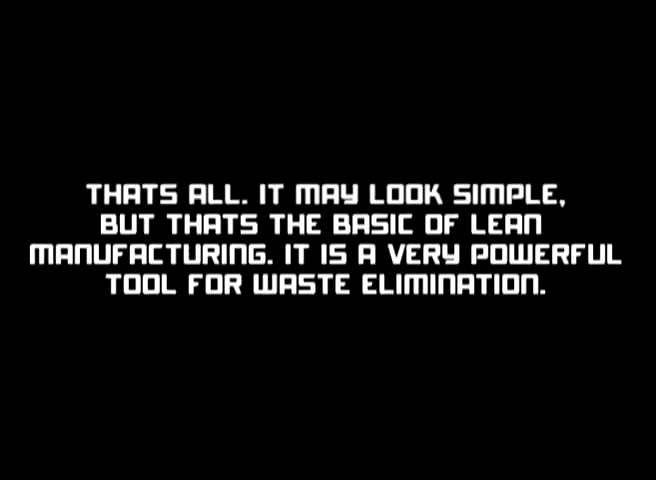 THATS ALL. IT MAY LOOK SIMPLE,
BUT THATS THE BASIC OF LEAN
MANUFACTURING. IT IS A VERY POWERFUL
TOOL FOR WASTE ELIMINATION.